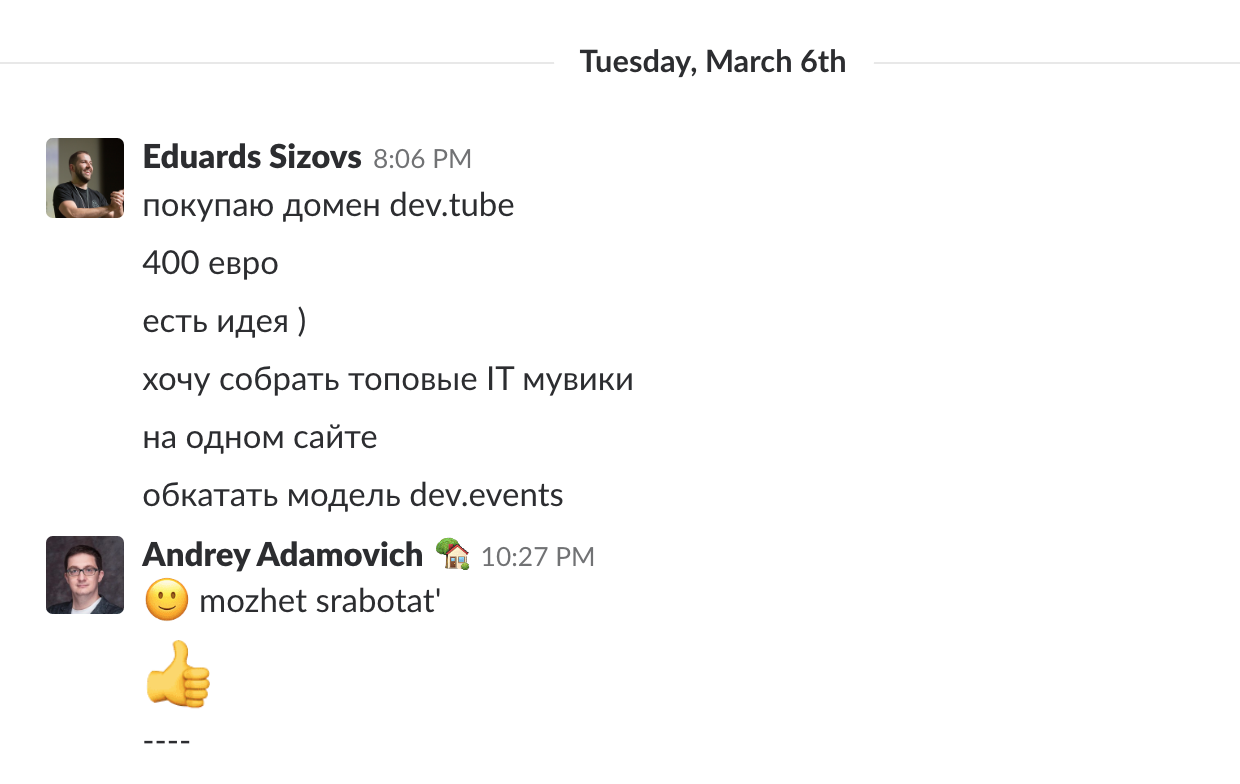 Tuesday, March 6th
Eduards Sizovs 8:06 PM
покупаю домен dev.tube
400 евро
есть идея )
хочу собрать топовые IT мувики
на одном сайте
обкатать модель dev.events
Andrey Adamovich 🏡 10:27 PM
🙂 mozhet srabotat'
👍
----